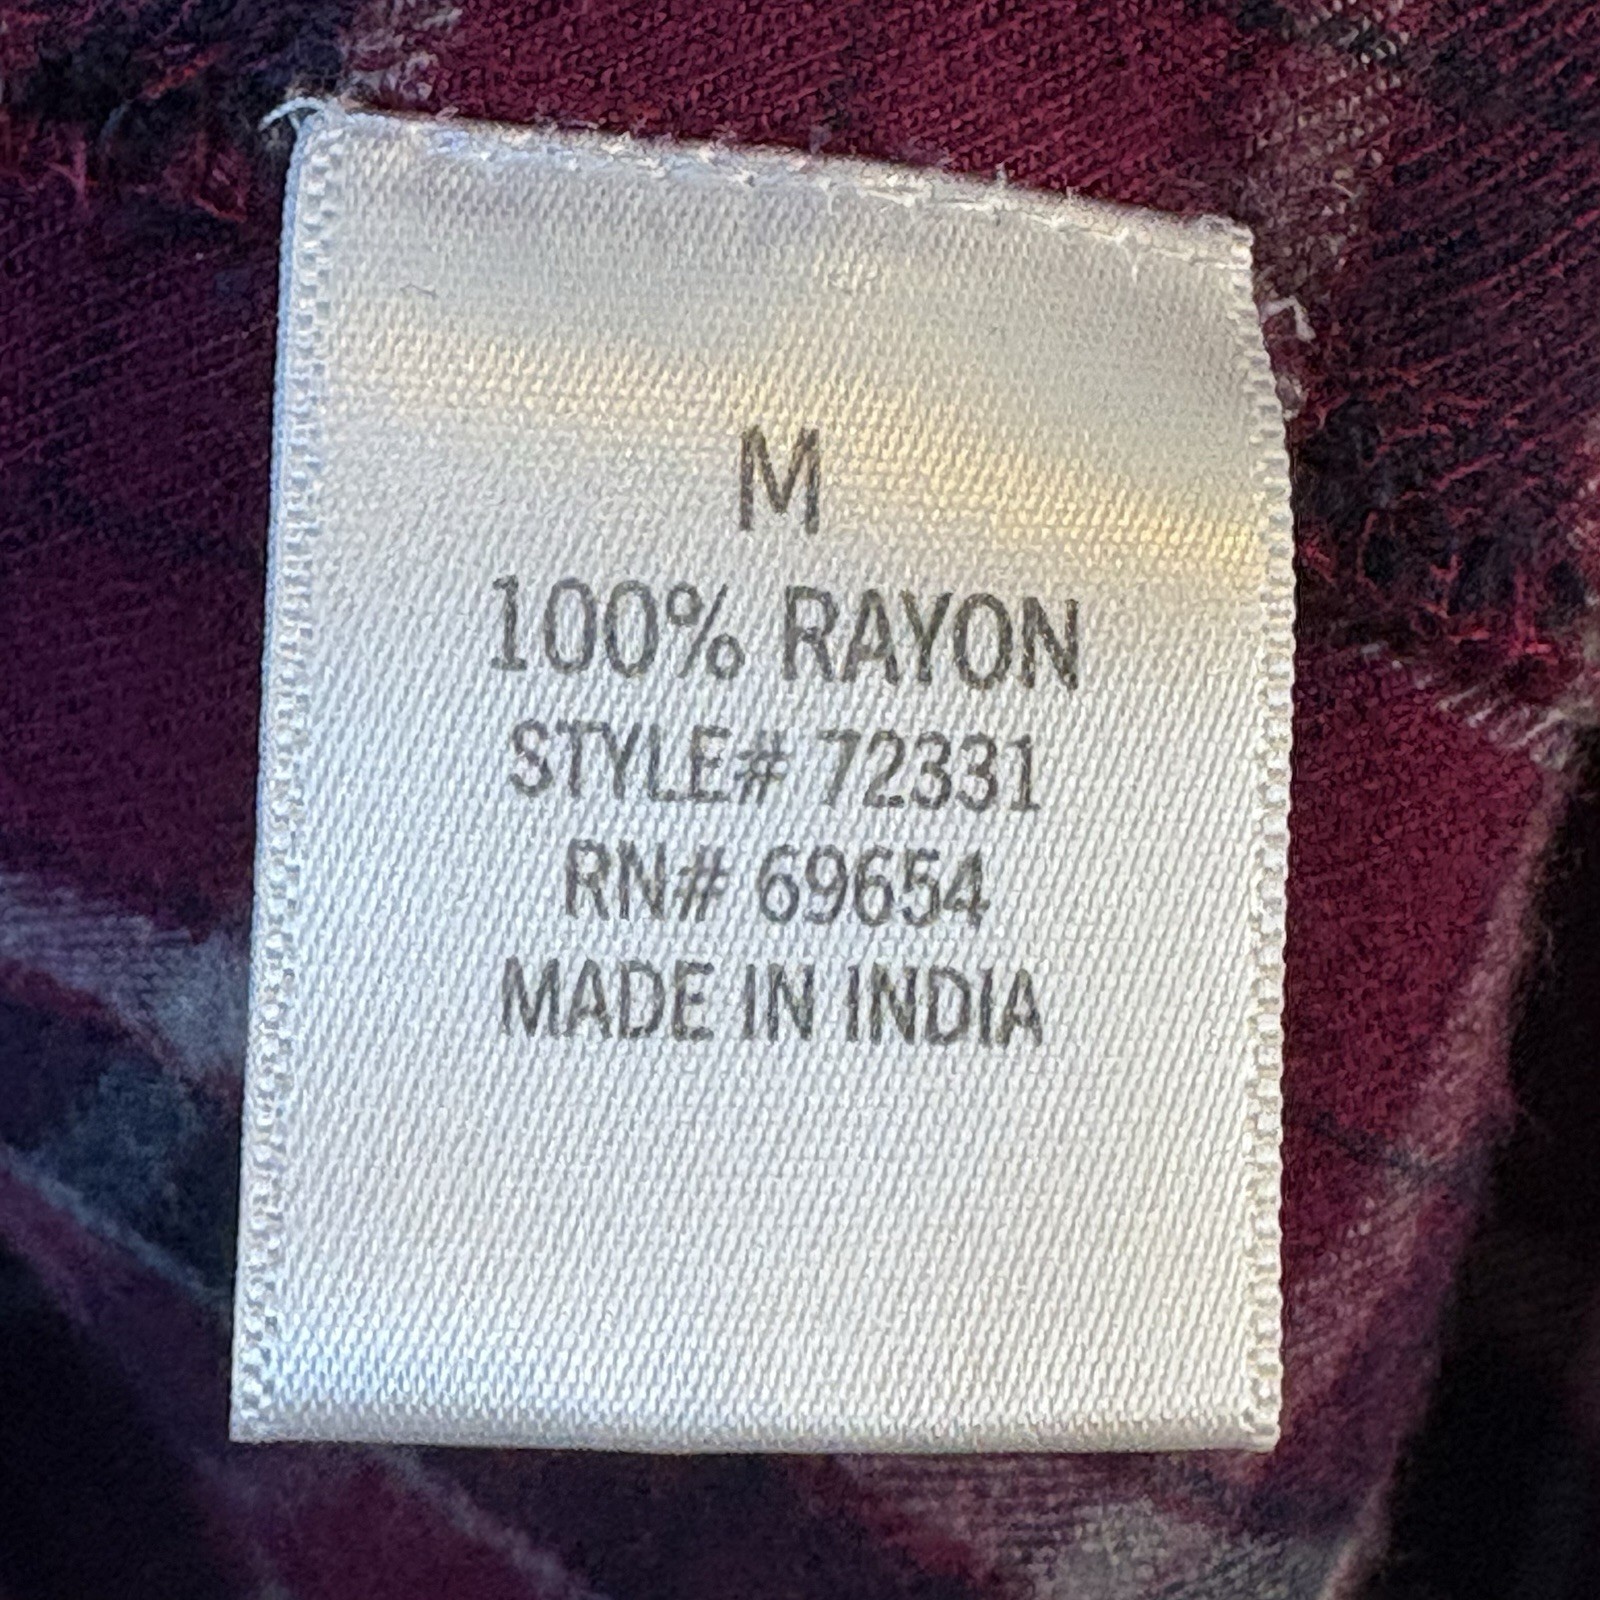 M
100% RAYON
STYLE# 72331
RN# 69654
MADE IN INDIA